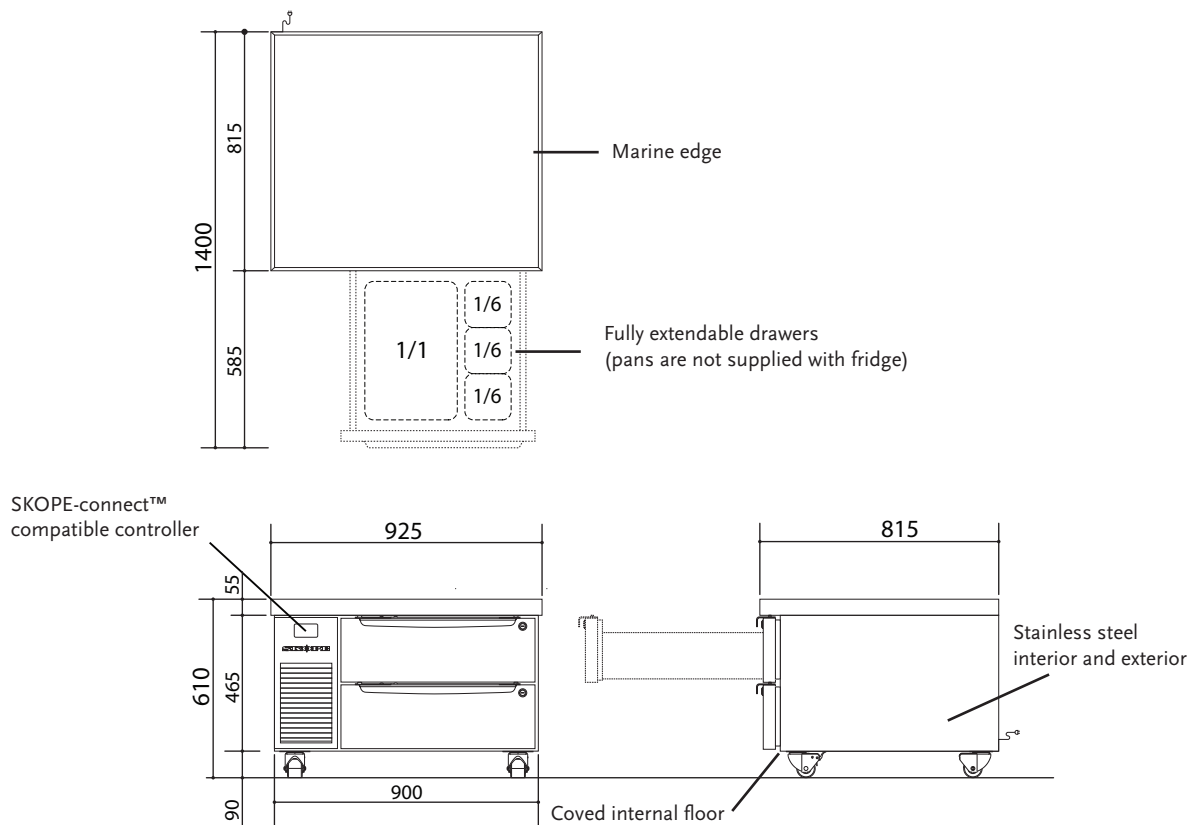 815
1400
585
Marine edge
1/1
1/6
1/6
1/6
Fully extendable drawers
(pans are not supplied with fridge)
SKOPE-connect™
compatible controller
925
815
55
610
465
90
900
SKOPE
Stainless steel
interior and exterior
Coved internal floor